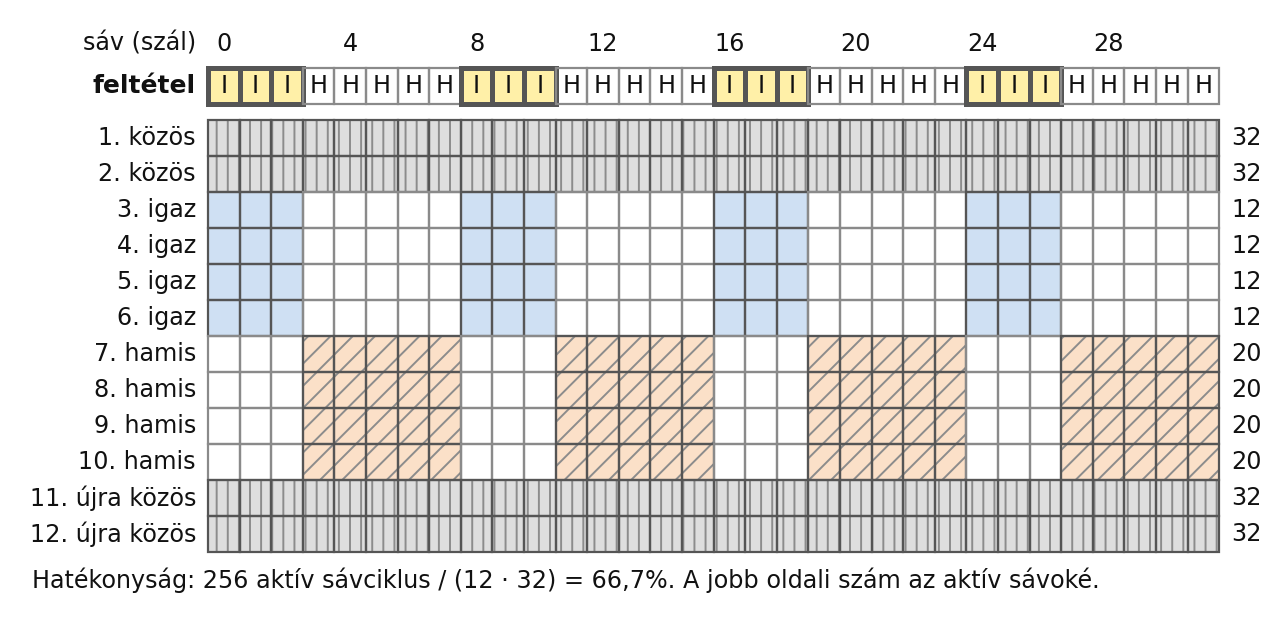 sáv (szál) 0 4 8 12 16 20 24 28
feltétel I I I H H H H H I I I H H H H H I I I H H H H H I I I H H H H H
1. közös 32
2. közös 32
3. igaz 12
4. igaz 12
5. igaz 12
6. igaz 12
7. hamis 20
8. hamis 20
9. hamis 20
10. hamis 20
11. újra közös 32
12. újra közös 32
Hatékonyság: 256 aktív sávciklus / (12 · 32) = 66,7%. A jobb oldali szám az aktív sávoké.